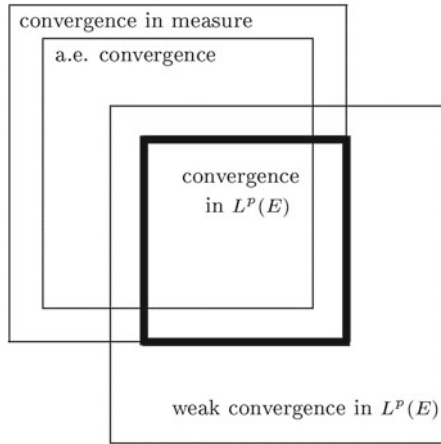 convergence in measure
a.e. convergence
convergence
in L^p(E)
weak convergence in L^p(E)